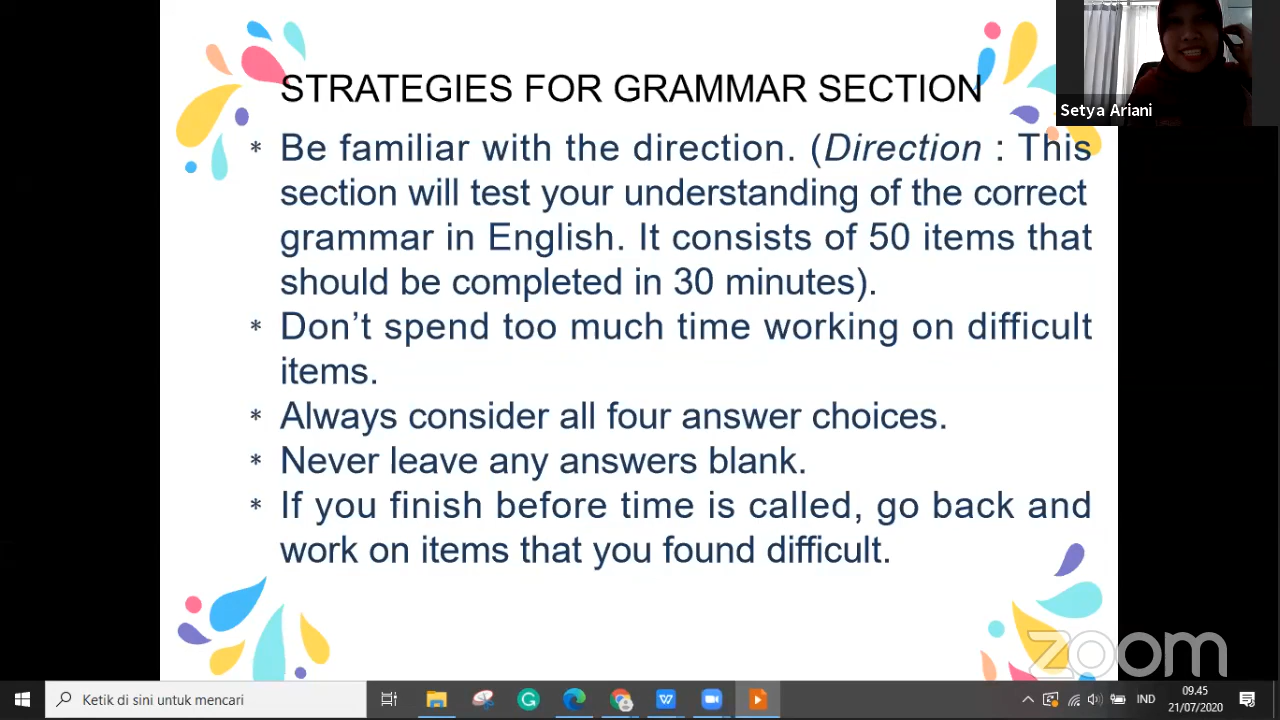 STRATEGIES FOR GRAMMAR SECTION
Setya Ariani
* Be familiar with the direction. (Direction : This
section will test your understanding of the correct
grammar in English. It consists of 50 items that
should be completed in 30 minutes).
* Don't spend too much time working on difficult
items.
* Always consider all four answer choices.
* Never leave any answers blank.
* If you finish before time is called, go back and
work on items that you found difficult.
zoom
Ketik di sini untuk mencari
IND
09.45
21/07/2020